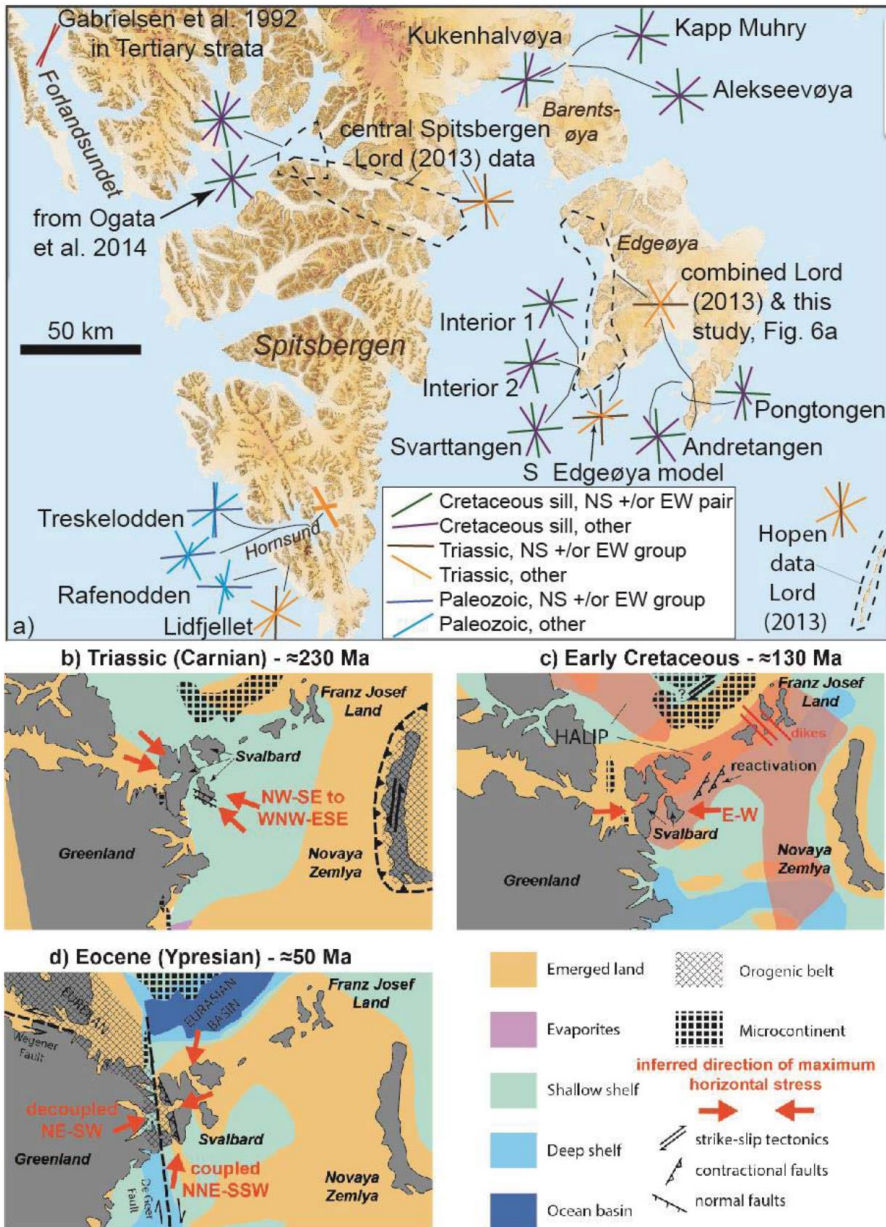 Gabrielsen et al. 1992
in Tertiary strata
Forlandsundet
Kukenhalvøya
Kapp Muhry
Alekseevøya
Barents-
øya
central Spitsbergen
Lord (2013) data
from Ogata
et al. 2014
Edgeøya
combined Lord
(2013) & this
study, Fig. 6a
50 km
Spitsbergen
Interior 1
Interior 2
Svarttangen
S Edgeøya model
Andretangen
Pongtongen
Treskelodden
Hornsund
Rafenodden
Lidfjellet
Cretaceous sill, NS +/or EW pair
Cretaceous sill, other
Triassic, NS +/or EW group
Triassic, other
Paleozoic, NS +/or EW group
Paleozoic, other
Hopen
data
Lord
(2013)
a)
b) Triassic (Carnian) - ≈230 Ma
Franz Josef
Land
Svalbard
NW-SE to
WNW-ESE
Greenland
Novaya
Zemlya
c) Early Cretaceous - ≈130 Ma
?
Franz Josef
Land
HALIP
dikes
reactivation
E-W
Svalbard
Greenland
Novaya
Zemlya
d) Eocene (Ypresian) - ≈50 Ma
EUREKAN
Wegener
Fault
EURASIAN
BASIN
Franz Josef
Land
decoupled
NE-SW
Svalbard
Greenland
coupled
NNE-SSW
De Geer
Fault
Novaya
Zemlya
Emerged land
Evaporites
Shallow shelf
Deep shelf
Ocean basin
Orogenic belt
Microcontinent
inferred direction of maximum
horizontal stress
strike-slip tectonics
contractional faults
normal faults